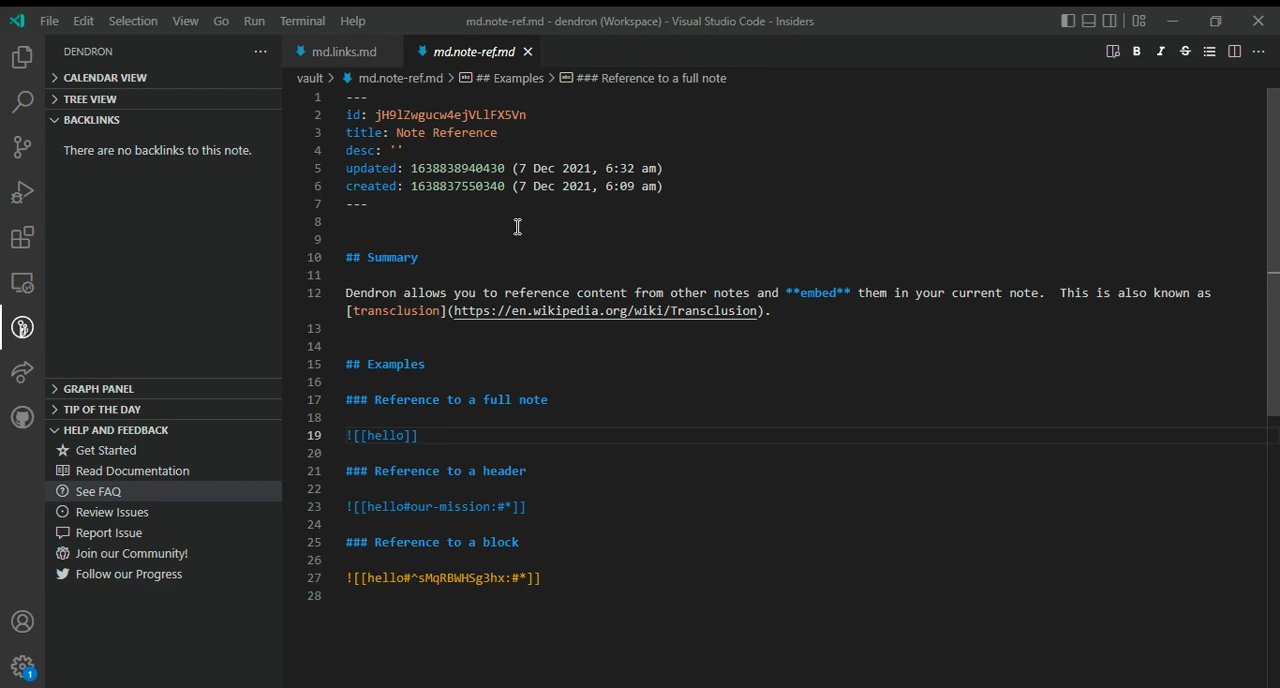 File Edit Selection View Go Run Terminal Help
md.note-ref.md - dendron (Workspace) - Visual Studio Code - Insiders
DENDRON
CALENDAR VIEW
TREE VIEW
BACKLINKS
There are no backlinks to this note.
GRAPH PANEL
TIP OF THE DAY
HELP AND FEEDBACK
Get Started
Read Documentation
See FAQ
Review Issues
Report Issue
Join our Community!
Follow our Progress
1
md.links.md md.note-ref.md
B I S
vault > md.note-ref.md > ## Examples > ### Reference to a full note
1 ---
2 id: jH9lZwgucw4ejVLlFX5Vn
3 title: Note Reference
4 desc: ''
5 updated: 1638838940430 (7 Dec 2021, 6:32 am)
6 created: 1638837550340 (7 Dec 2021, 6:09 am)
7 ---
8
9
10 ## Summary
11
12 Dendron allows you to reference content from other notes and **embed** them in your current note.  This is also known as
[transclusion](https://en.wikipedia.org/wiki/Transclusion).
13
14
15 ## Examples
16
17 ### Reference to a full note
18
19 ![[hello]]
20
21 ### Reference to a header
22
23 ![[hello#our-mission:#*]]
24
25 ### Reference to a block
26
27 ![[hello#^sMqRBWHSg3hx:#*]]
28